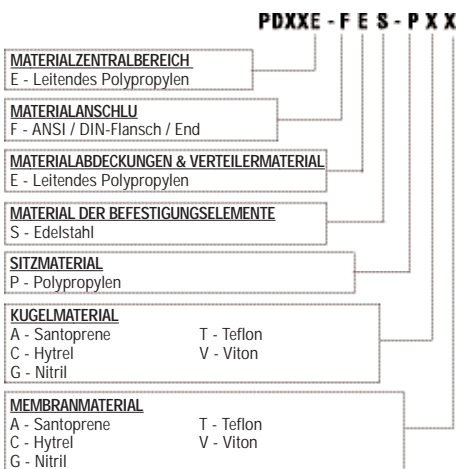 PDXXE - F E S - P X X
MATERIALZENTRALBEREICH
E - Leitendes Polypropylen
MATERIALANSCHLU
F - ANSI / DIN-Flansch / End
MATERIALABDECKUNGEN & VERTEILERMATERIAL
E - Leitendes Polypropylen
MATERIAL DER BEFESTIGUNGSELEMENTE
S - Edelstahl
SITZMATERIAL
P - Polypropylen
KUGELMATERIAL
A - Santoprene T - Teflon
C - Hytrel V - Viton
G - Nitril
MEMBRANMATERIAL
A - Santoprene T - Teflon
C - Hytrel V - Viton
G - Nitril